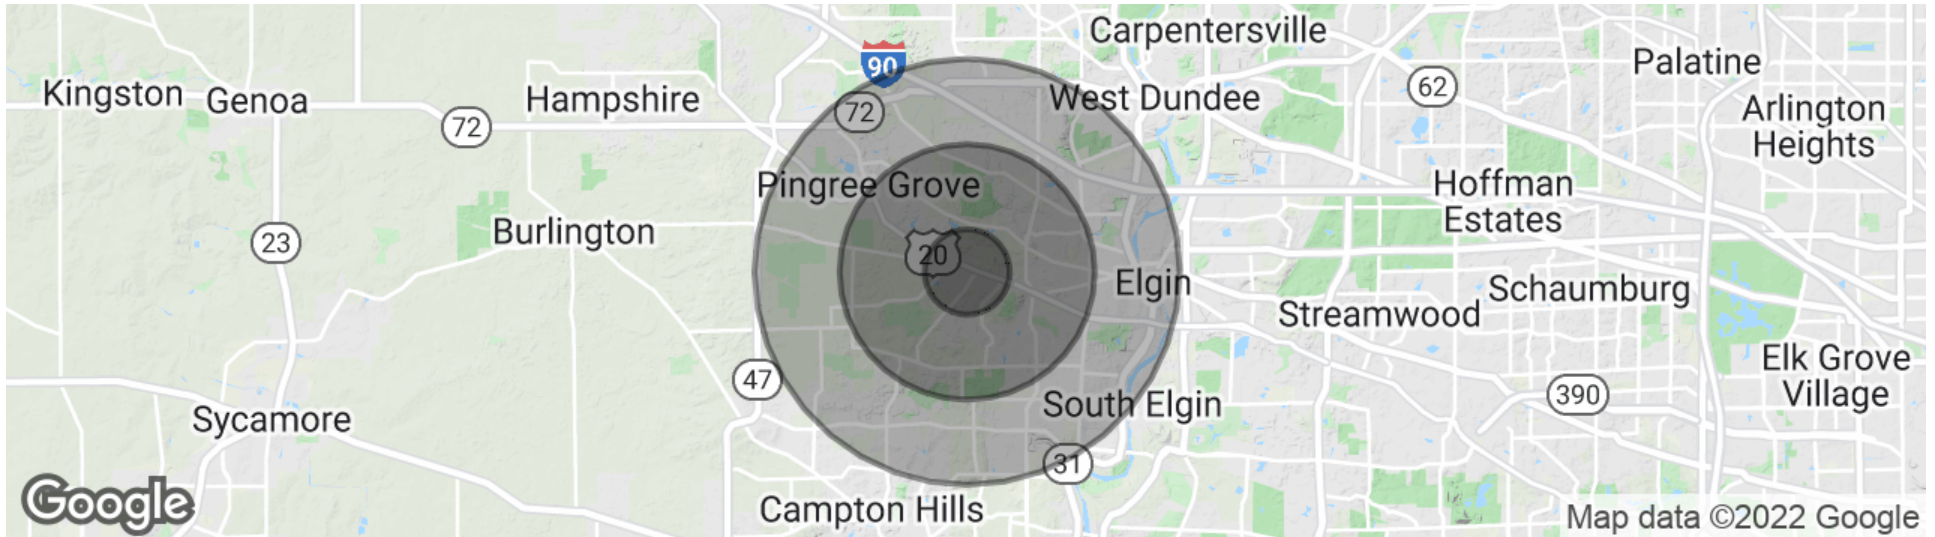 Carpentersville
Palatine
90
Kingston
Genoa
Hampshire
West Dundee
62
72
72
Arlington
Heights
Pingree Grove
Hoffman
Estates
Burlington
23
20
Elgin
Schaumburg
Streamwood
Elk Grove
Village
47
390
South Elgin
Sycamore
31
Google
Campton Hills
Map data ©2022 Google